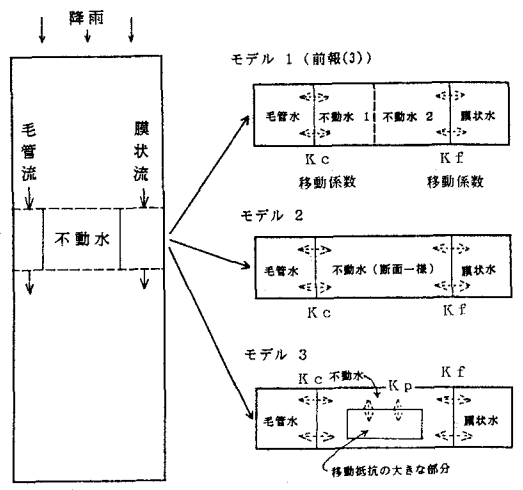 降雨
毛管流
膜状流
不動水
モデル 1 (前報(3))
毛管水 不動水 1 不動水 2 膜状水
Kc Kf
移動係数 移動係数
モデル 2
毛管水 不動水(断面一様) 膜状水
Kc Kf
モデル 3
Kc 不動水 Kp Kf
毛管水 膜状水
移動抵抗の大きな部分